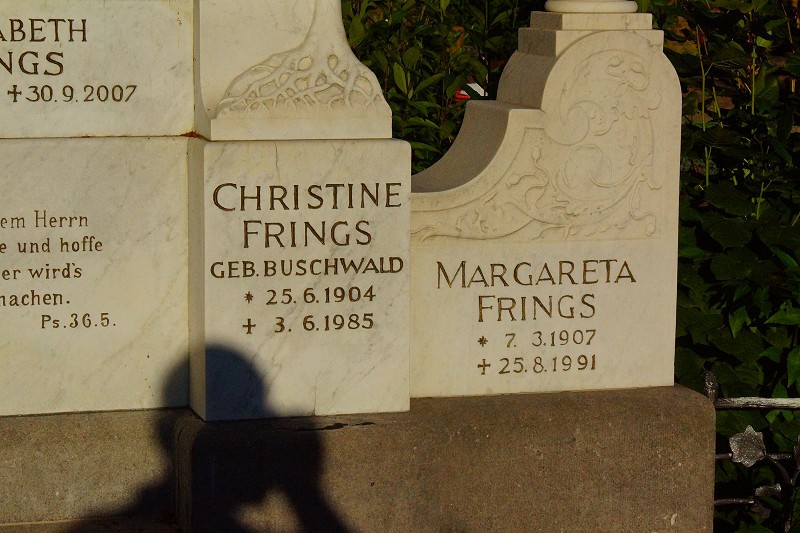 ABETH
NGS
+30.9.2007
em Herrn
e und hoffe
er wird's
machen.
Ps.36.5.
CHRISTINE
FRINGS
GEB. BUSCHWALD
* 25.6.1904
+ 3.6.1985
MARGARETA
FRINGS
* 7. 3.1907
+ 25.8.1991